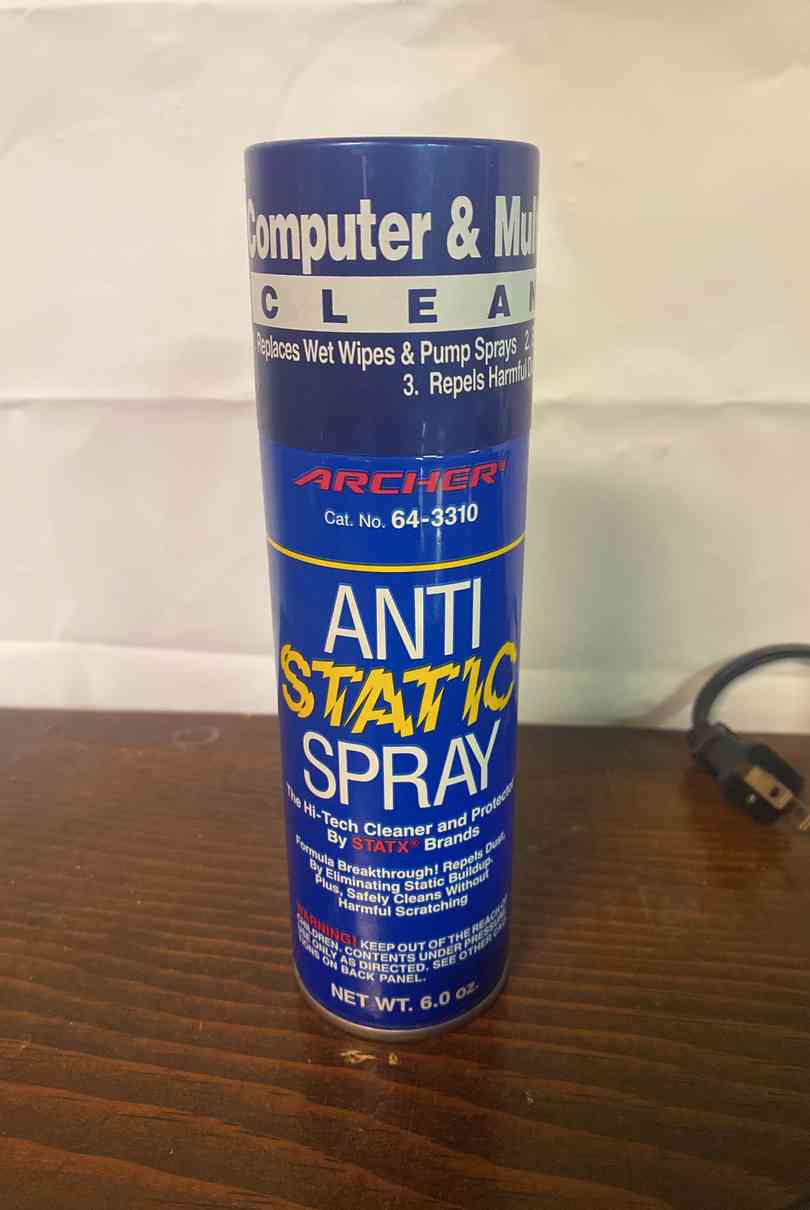 Computer & Mul
CLEAN
Replaces Wet Wipes & Pump Sprays 2.
3. Repels Harmful D
ARCHER®
Cat. No. 64-3310
ANTI
STATIC
SPRAY
The Hi-Tech Cleaner and Protector
By STATX® Brands
Formula Breakthrough! Repels Dust,
By Eliminating Static Buildup.
Plus, Safely Cleans Without
Harmful Scratching
WARNING! KEEP OUT OF THE REACH OF
CHILDREN. CONTENTS UNDER PRESSURE.
USE ONLY AS DIRECTED. SEE OTHER CAU-
TIONS ON BACK PANEL.
NET WT. 6.0 oz.